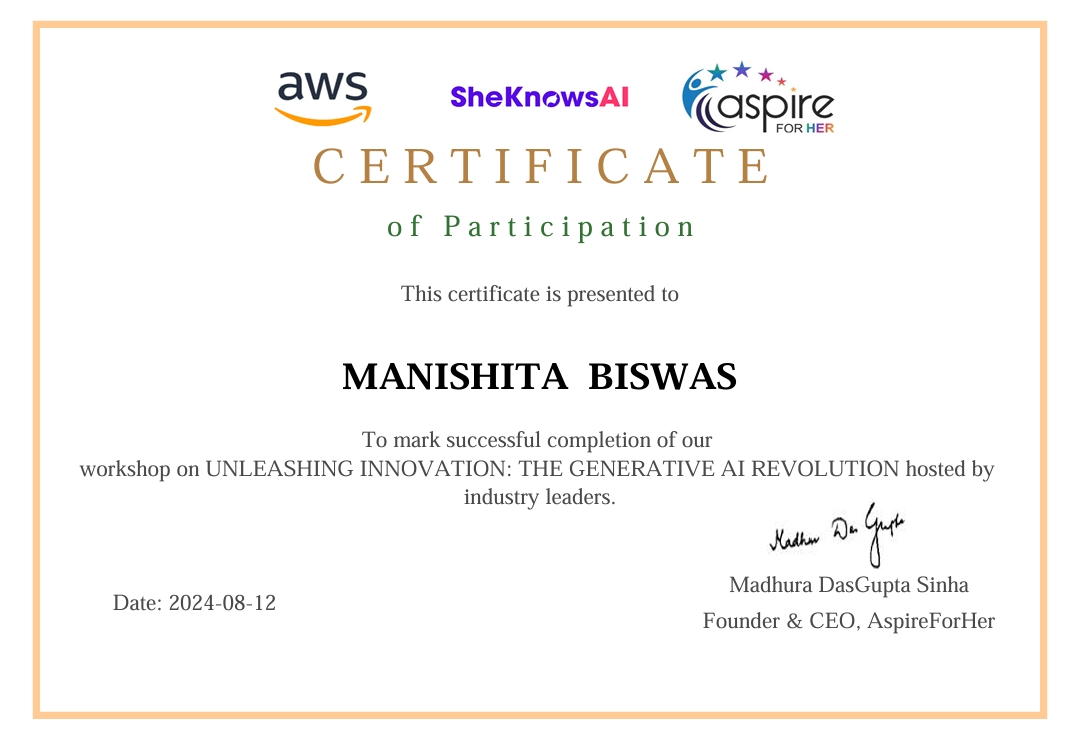 aws
SheKnowsAI
aspire
FOR HER
CERTIFICATE
of Participation
This certificate is presented to
MANISHITA BISWAS
To mark successful completion of our
workshop on UNLEASHING INNOVATION: THE GENERATIVE AI REVOLUTION hosted by
industry leaders.
Madhu Das Gupta
Madhura DasGupta Sinha
Date: 2024-08-12
Founder & CEO, AspireForHer